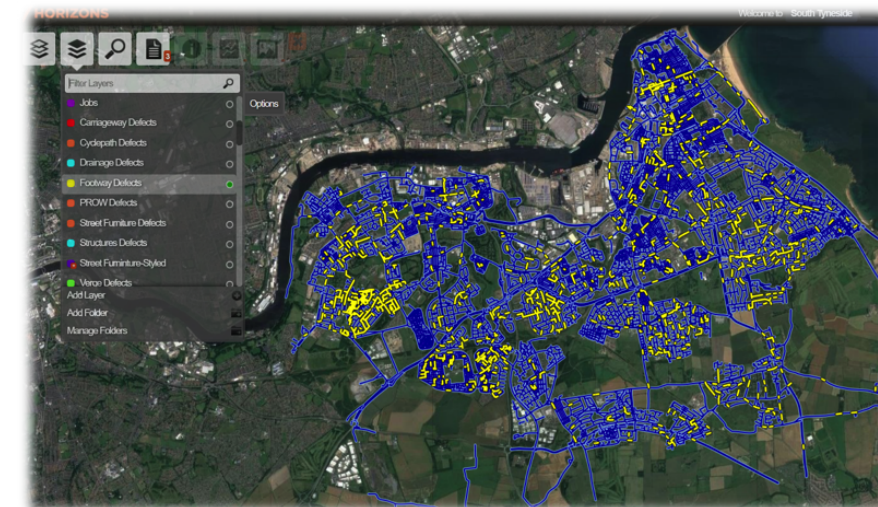 HORIZONS
Welcome to South Tyneside
Filter Layers
Options
Jobs
Carriageway Defects
Cyclepath Defects
Drainage Defects
Footway Defects
PROW Defects
Street Furniture Defects
Structures Defects
Street Furninture-Styled
Verge Defects
Add Layer
Add Folder
Manage Folders